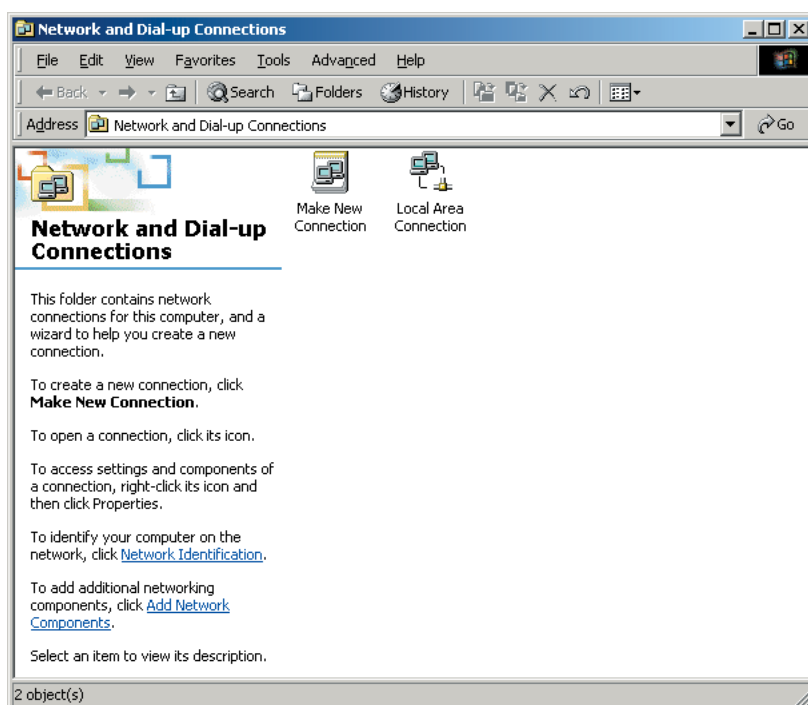 Network and Dial-up Connections
File Edit View Favorites Tools Advanced Help
Back Search Folders History
Address Network and Dial-up Connections Go
Make New
Connection
Local Area
Connection
Network and Dial-up
Connections
This folder contains network
connections for this computer, and a
wizard to help you create a new
connection.
To create a new connection, click
Make New Connection.
To open a connection, click its icon.
To access settings and components of
a connection, right-click its icon and
then click Properties.
To identify your computer on the
network, click Network Identification.
To add additional networking
components, click Add Network
Components.
Select an item to view its description.
2 object(s)